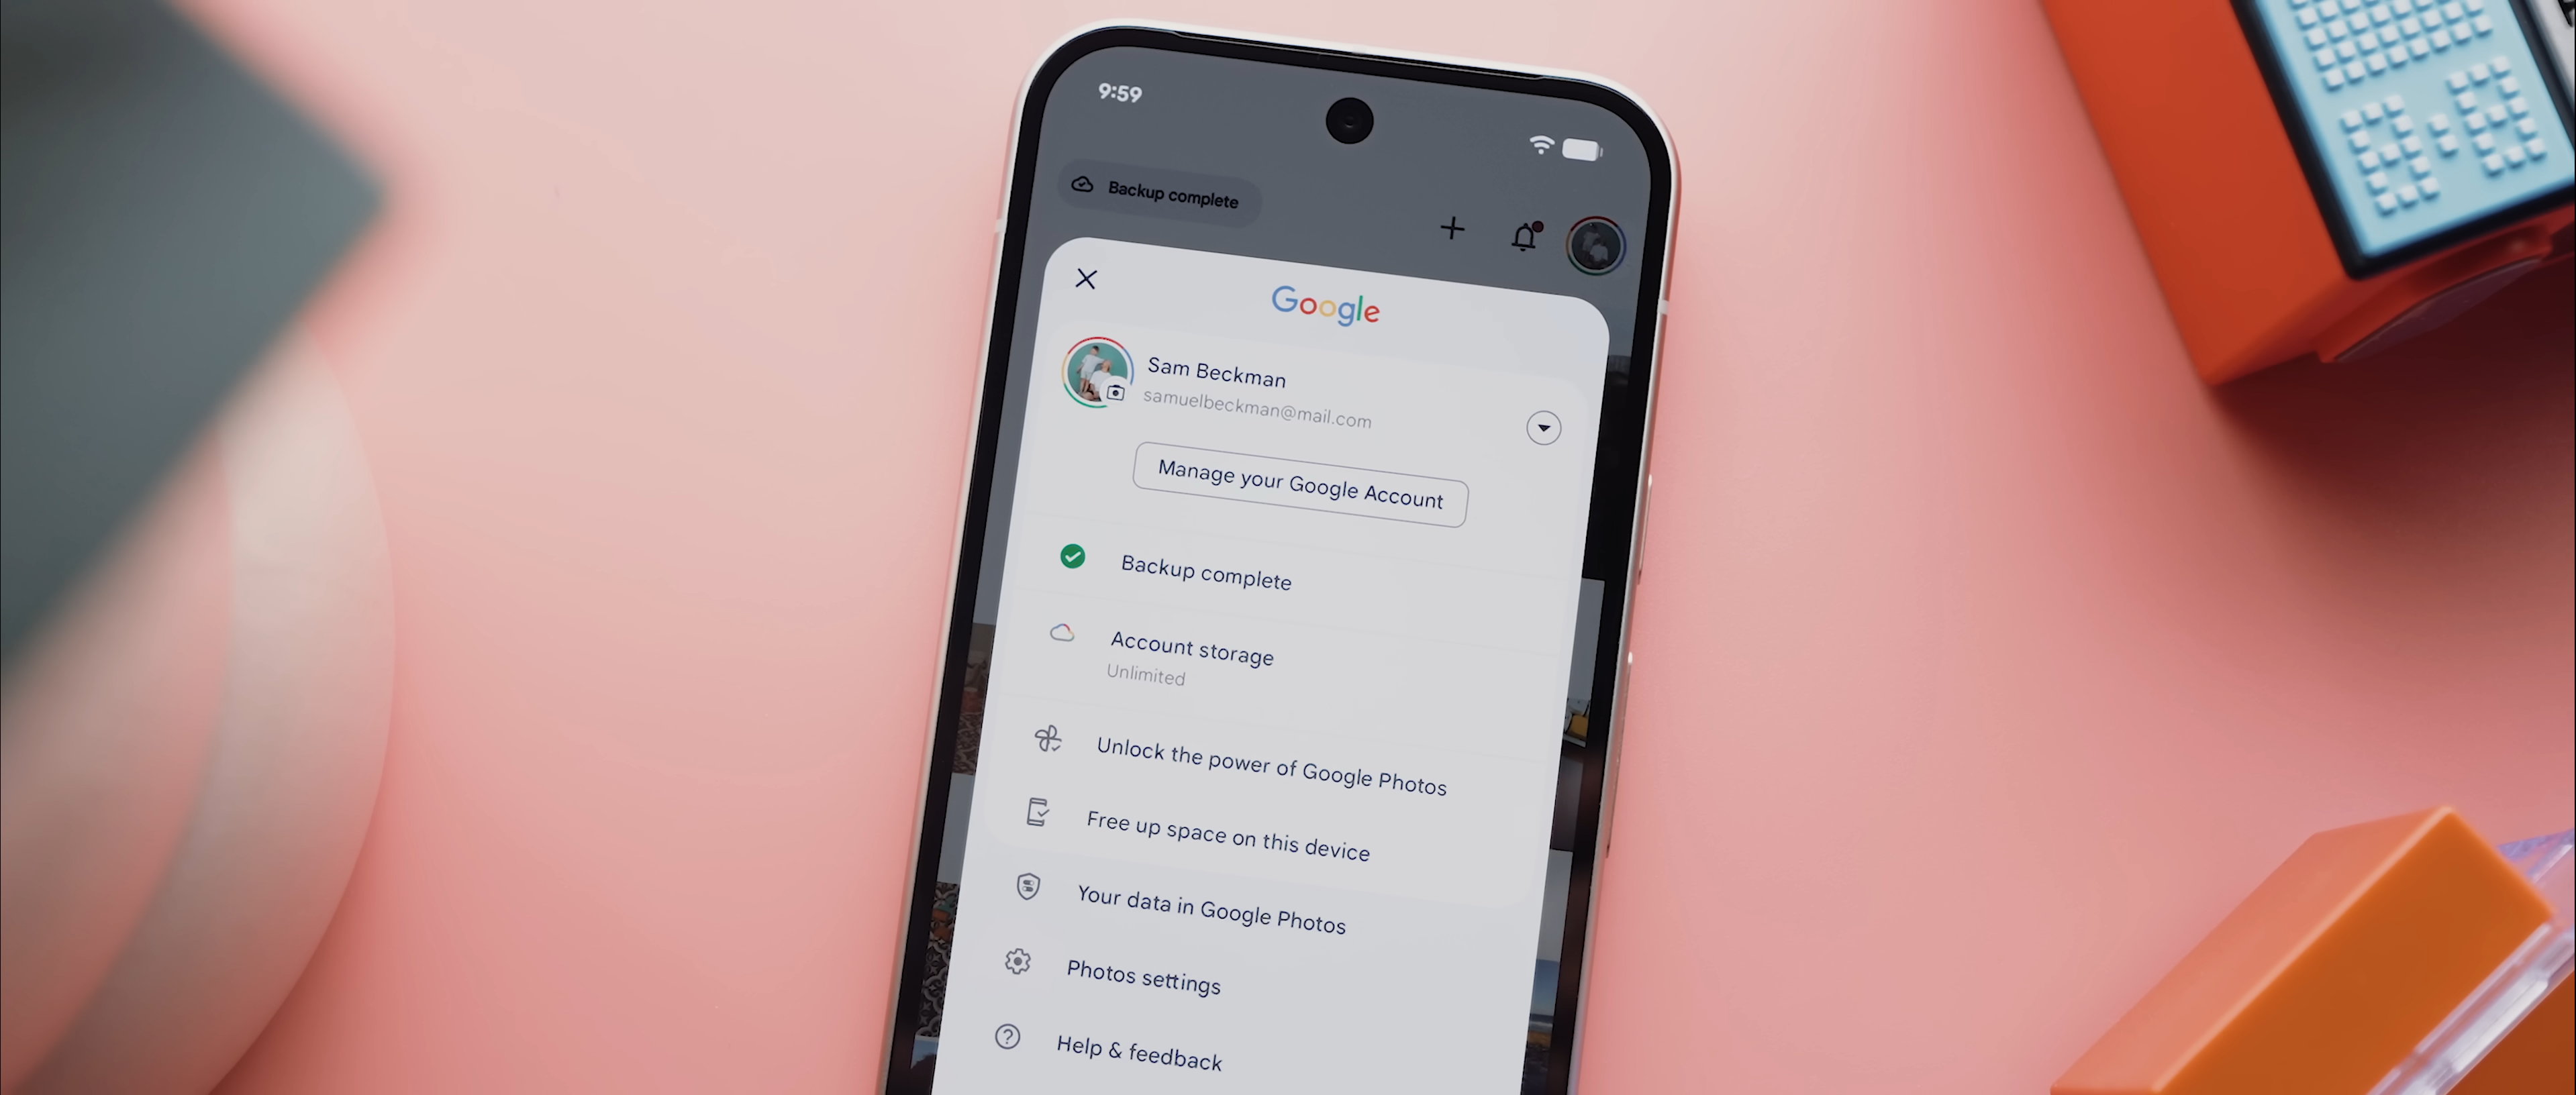 9:59
Backup complete
Google
Sam Beckman
samuelbeckman@mail.com
Manage your Google Account
Backup complete
Account storage
Unlimited
Unlock the power of Google Photos
Free up space on this device
Your data in Google Photos
Photos settings
Help & feedback